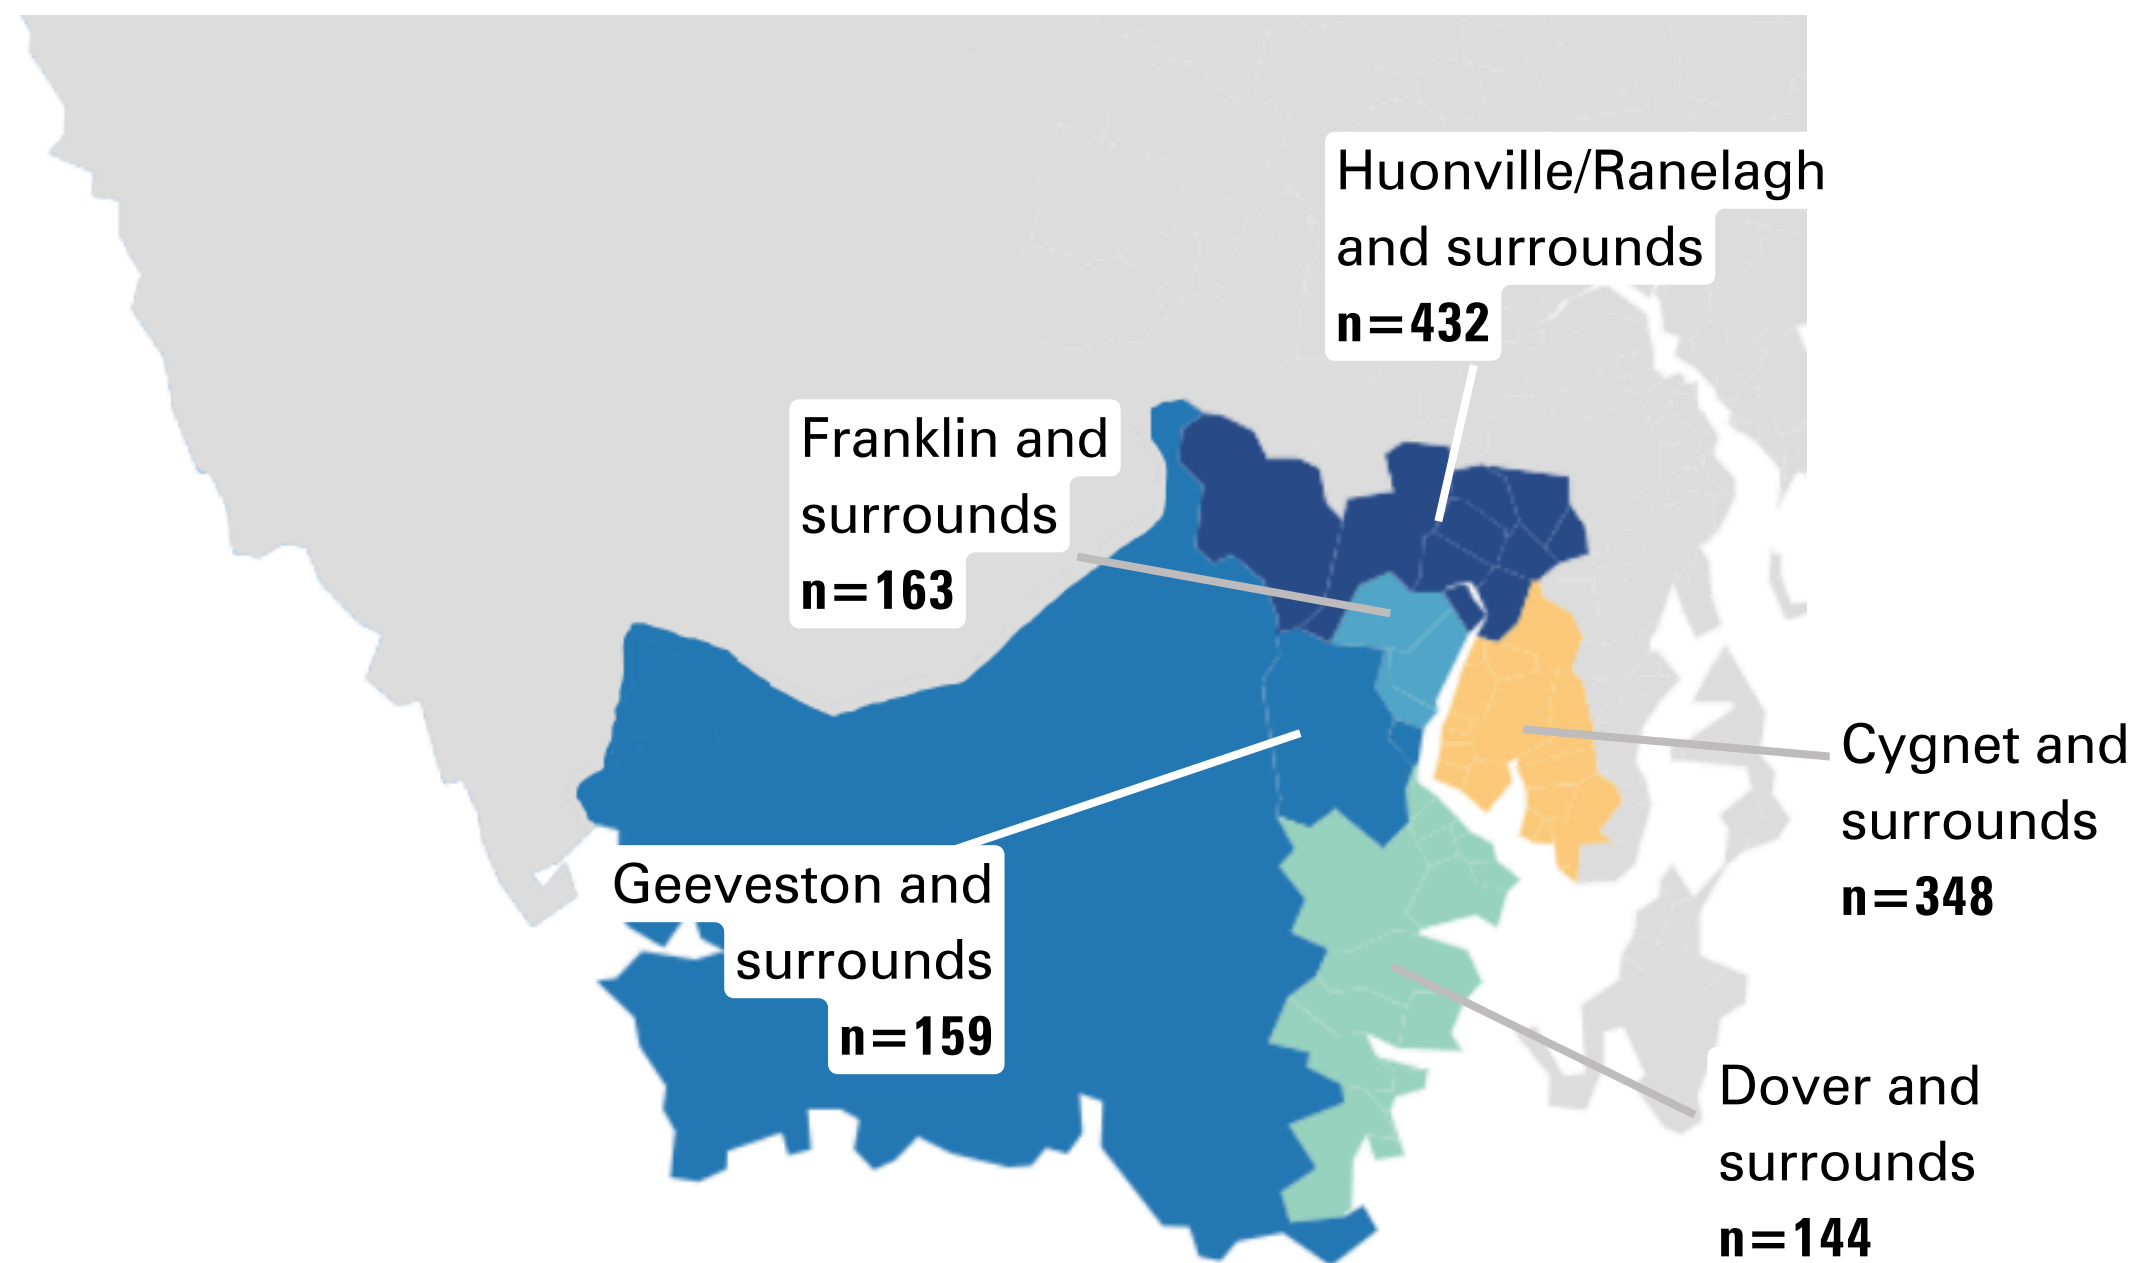 Huonville/Ranelagh
and surrounds
n=432
Franklin and
surrounds
n=163
Cygnet and
surrounds
n=348
Geeveston and
surrounds
n=159
Dover and
surrounds
n=144